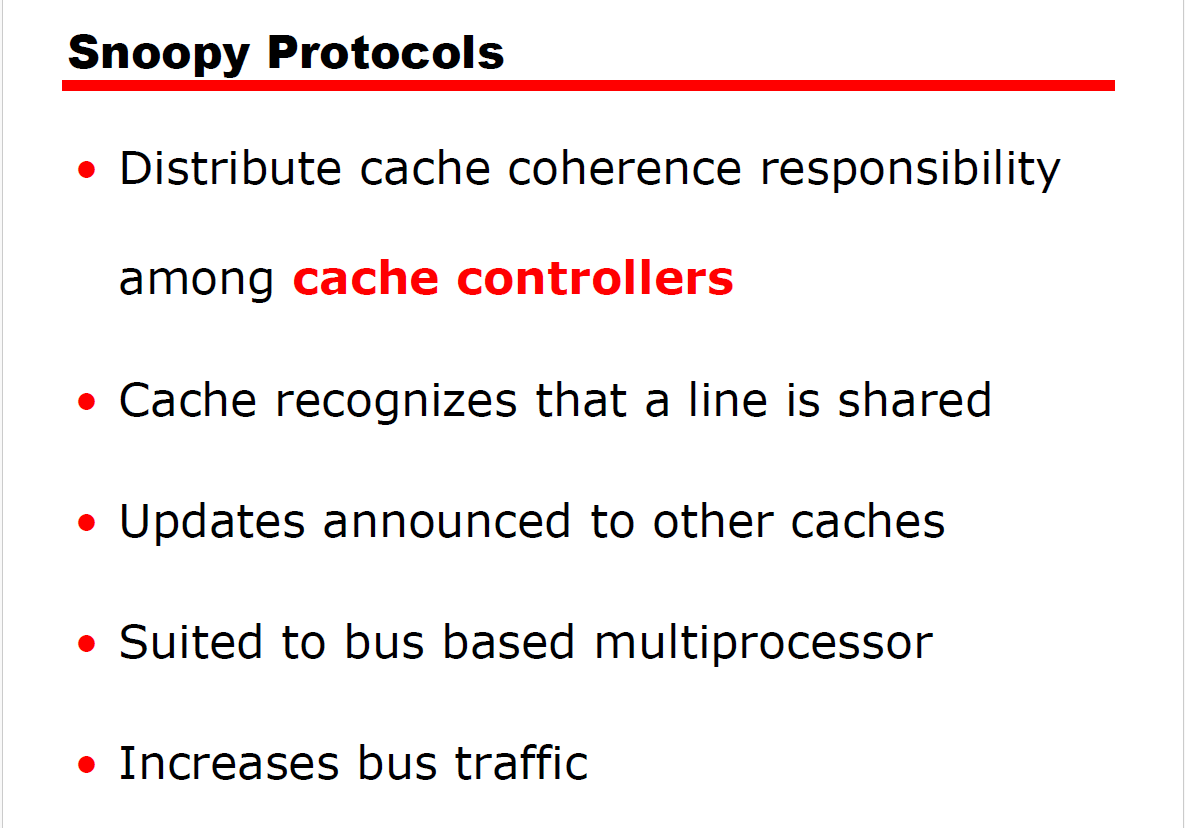 Snoopy Protocols
• Distribute cache coherence responsibility
among cache controllers
• Cache recognizes that a line is shared
• Updates announced to other caches
• Suited to bus based multiprocessor
• Increases bus traffic